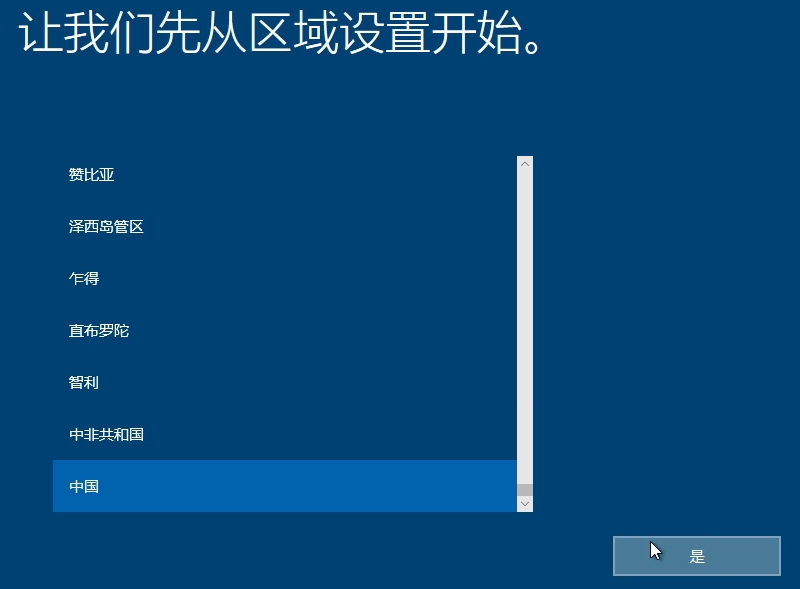 让我们先从区域设置开始。
赞比亚
泽西岛管区
乍得
直布罗陀
智利
中非共和国
中国
是